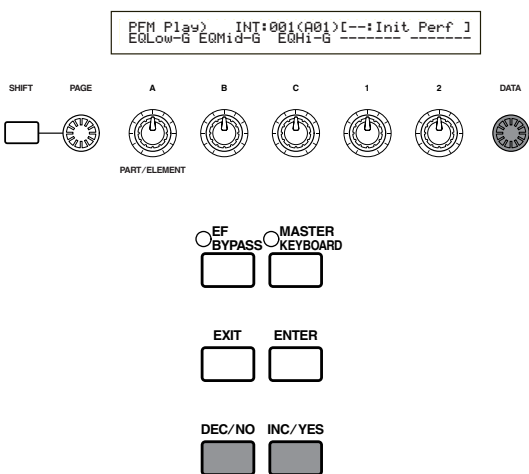 PFM Play)   INT:001(A01)[--:Init Perf ]
EQLow-G EQMid-G  EQHi-G ------- -------
SHIFT PAGE A B C 1 2 DATA
PART/ELEMENT
EF BYPASS MASTER KEYBOARD
EXIT ENTER
DEC/NO INC/YES